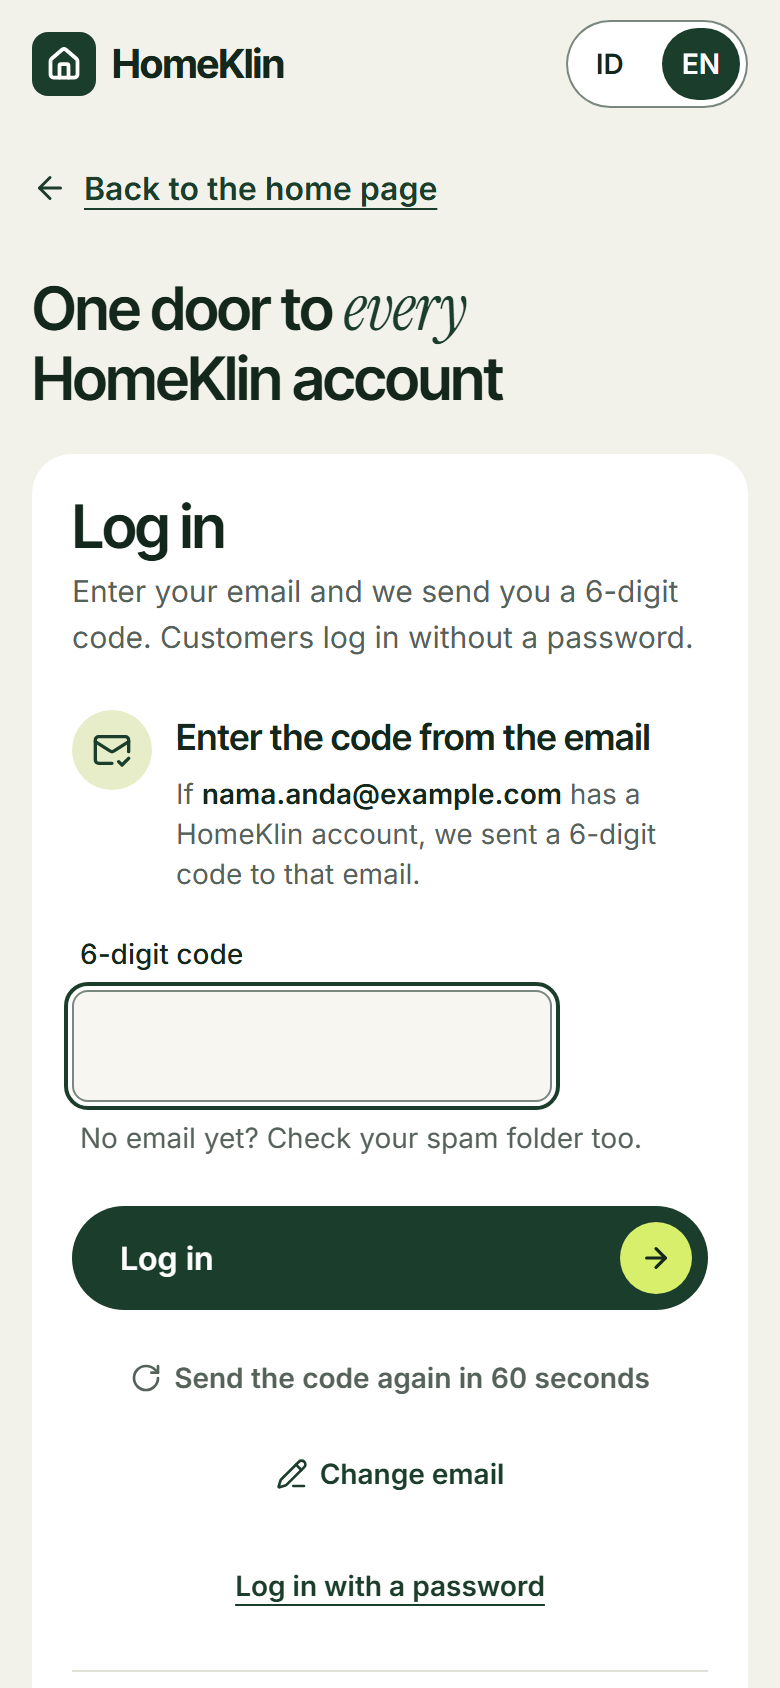 HomeKlin
ID
EN
Back to the home page
One door to every
HomeKlin account
Log in
Enter your email and we send you a 6-digit
code. Customers log in without a password.
Enter the code from the email
If nama.anda@example.com has a
HomeKlin account, we sent a 6-digit
code to that email.
6-digit code
No email yet? Check your spam folder too.
Log in
Send the code again in 60 seconds
Change email
Log in with a password